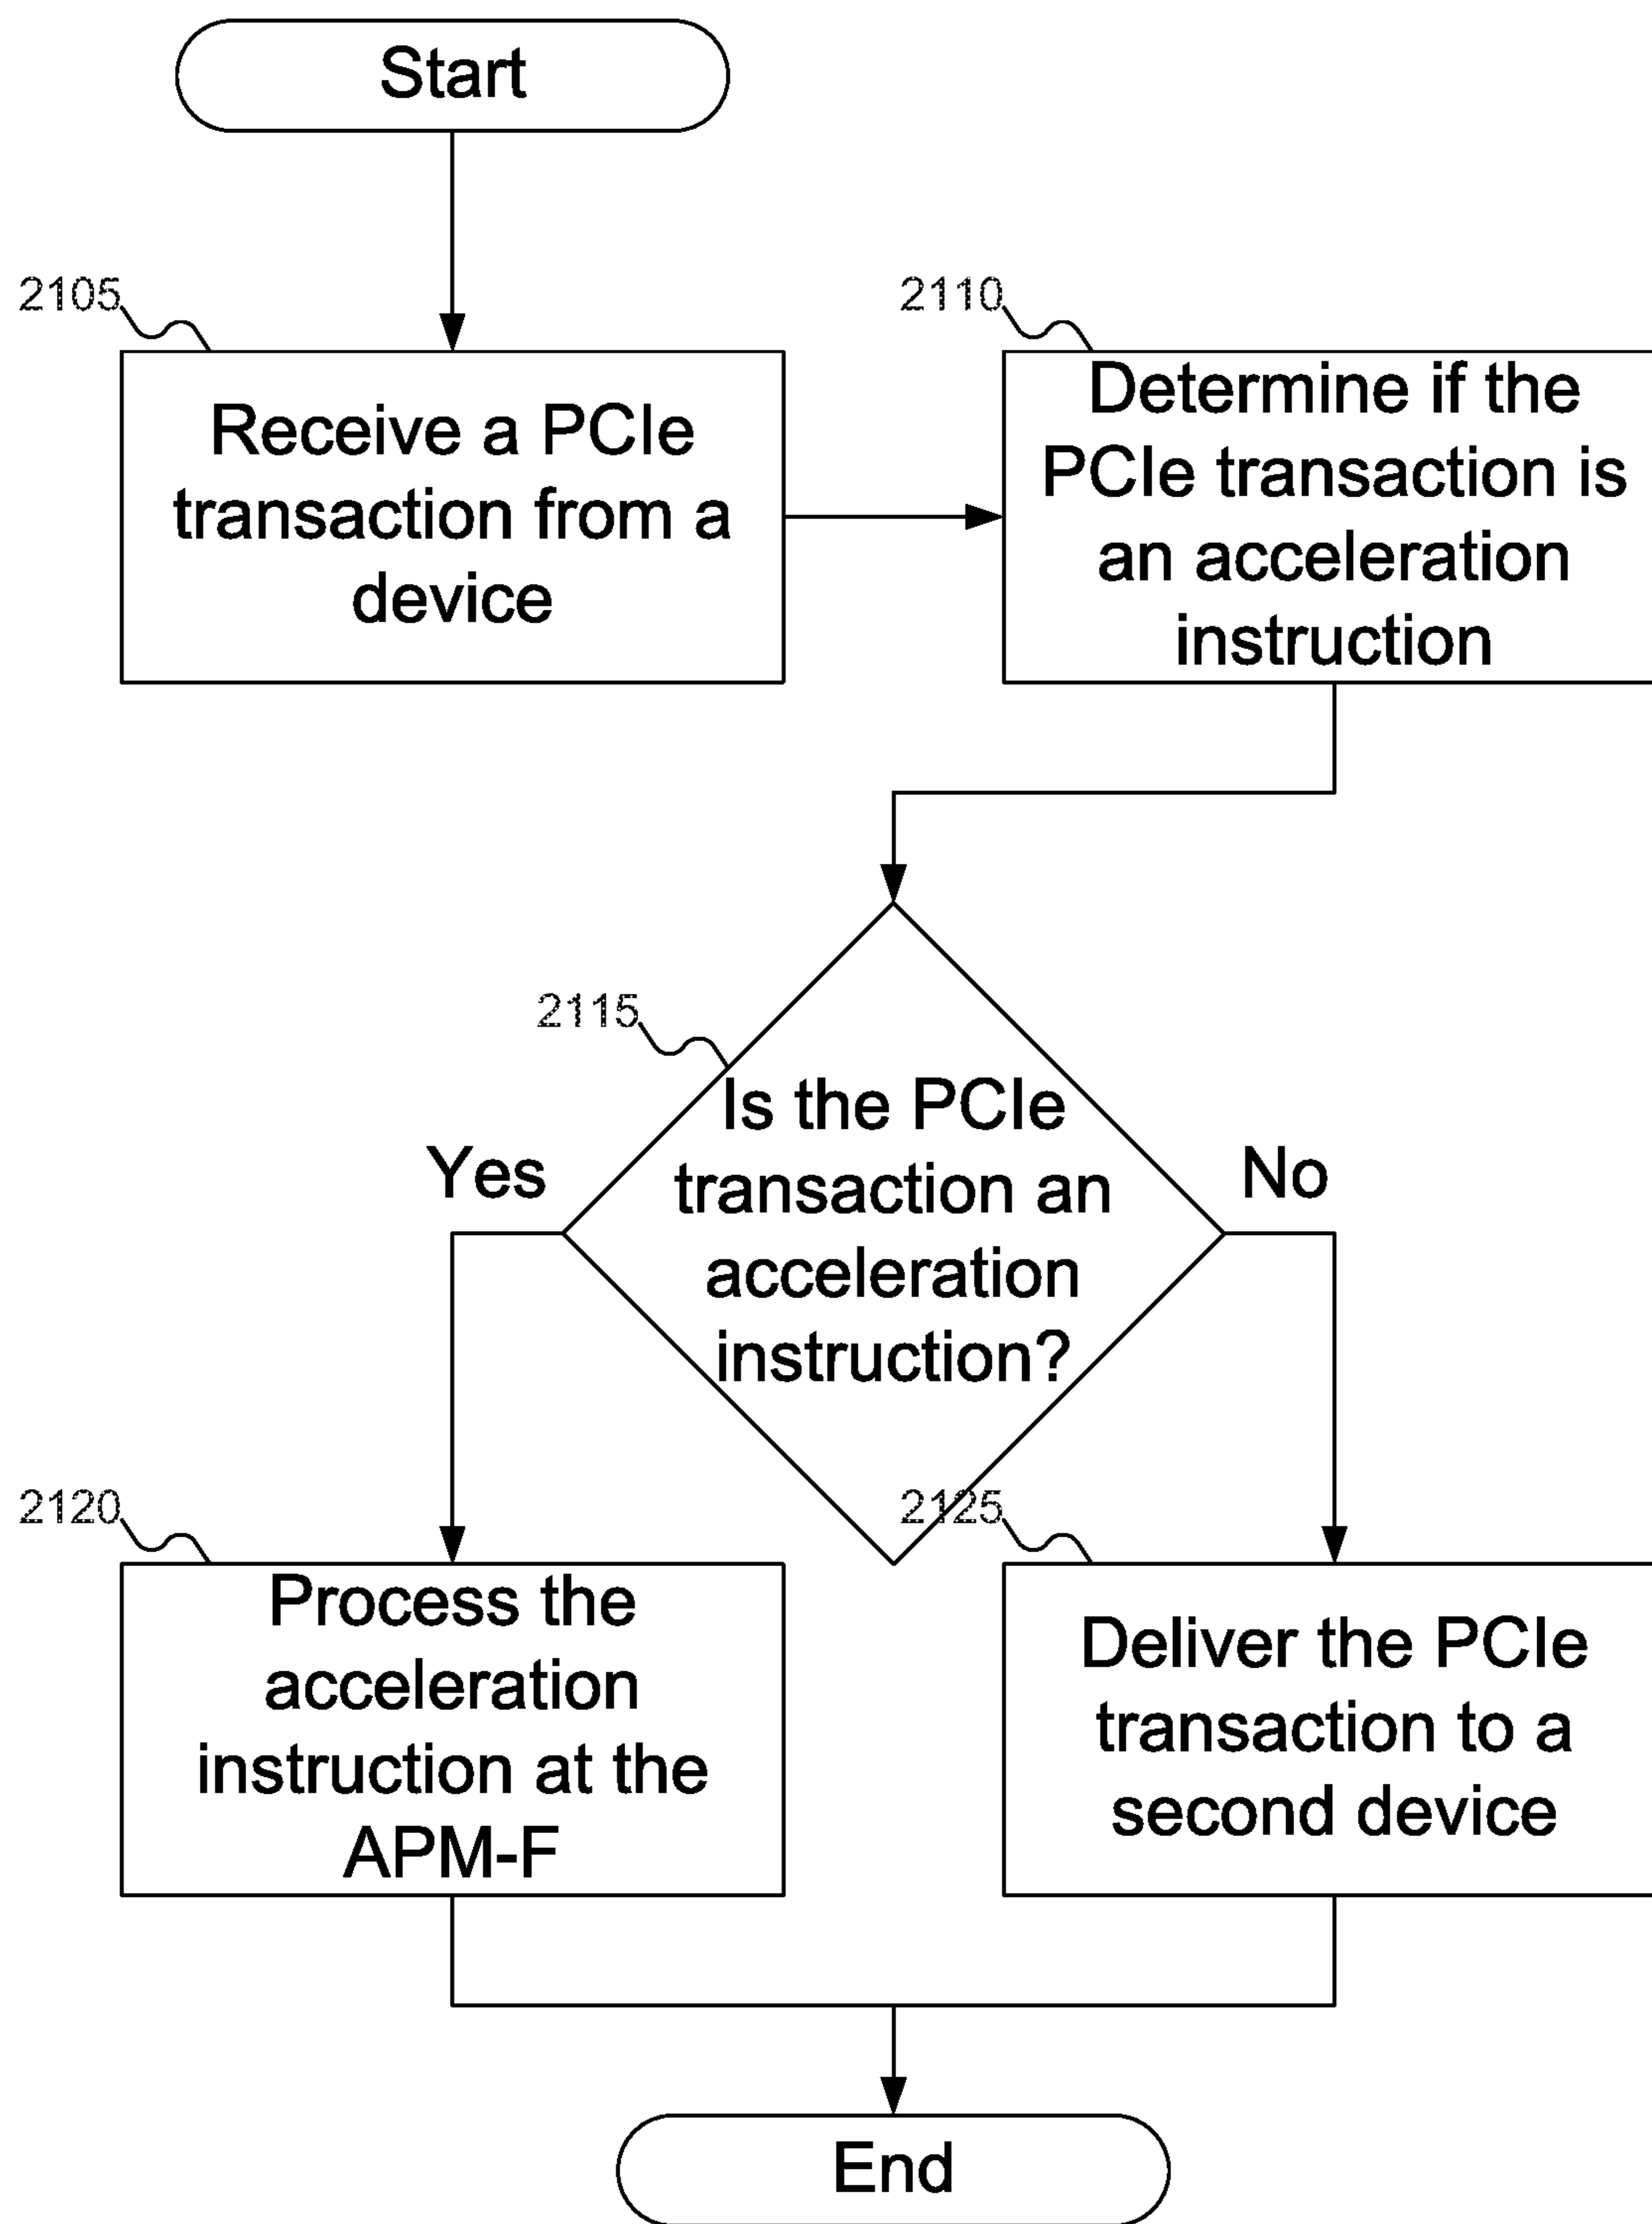 Start
2105
Receive a PCIe
transaction from a
device
2110
Determine if the
PCIe transaction is
an acceleration
instruction
2115
Is the PCIe
transaction an
acceleration
instruction?
Yes
No
2120
Process the
acceleration
instruction at the
APM-F
2125
Deliver the PCIe
transaction to a
second device
End